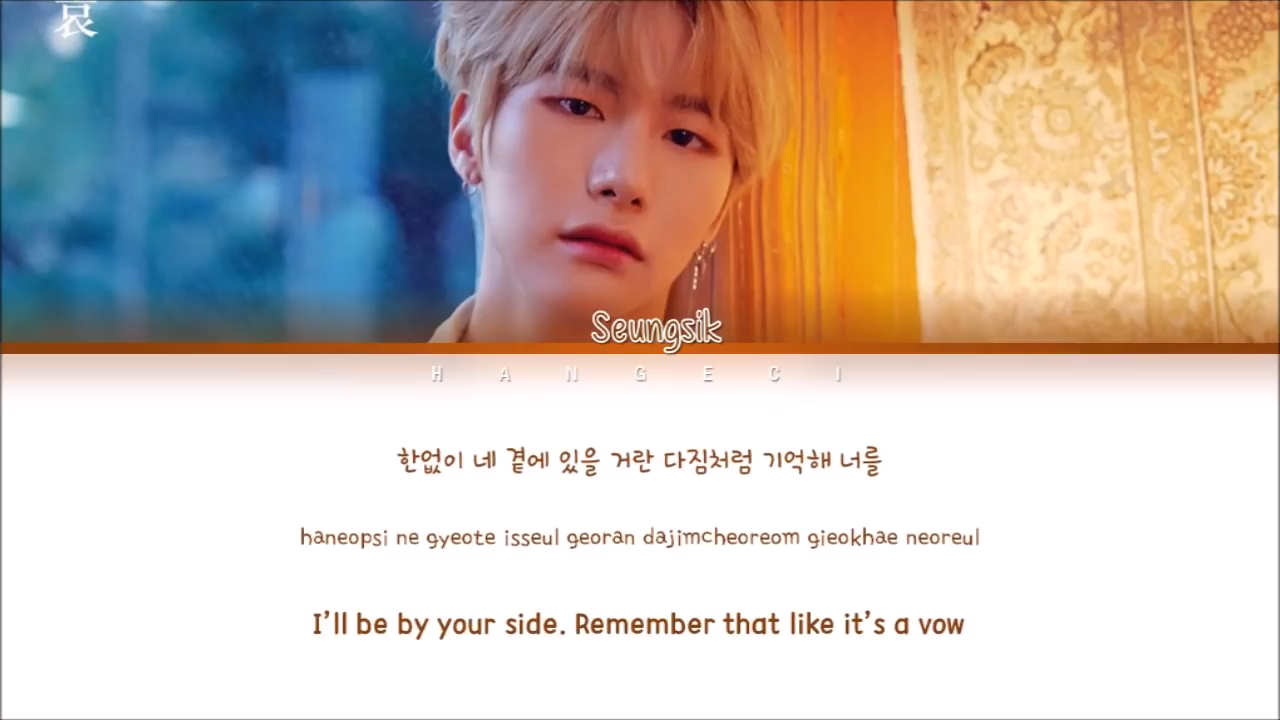 哀
Seungsik
H A N G E C I
한없이 네 곁에 있을 거란 다짐처럼 기억해 너를
haneopsi ne gyeote isseul georan dajimcheoreom gieokhae neoreul
I'll be by your side. Remember that like it's a vow